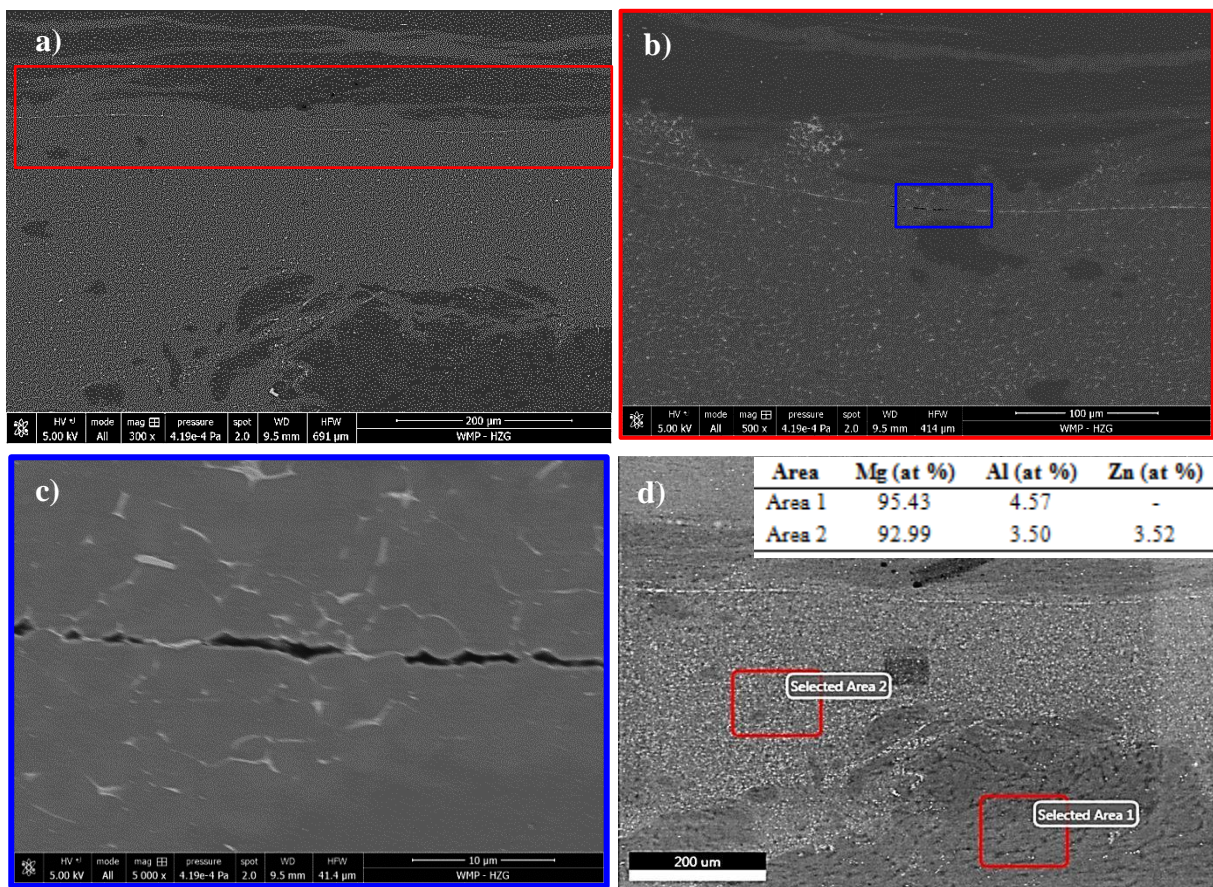 a)
HV mode mag pressure spot WD HFW 200 µm
5.00 kV All 300 x 4.19e-4 Pa 2.0 9.5 mm 691 µm WMP - HZG
b)
HV mode mag pressure spot WD HFW 100 µm
5.00 kV All 500 x 4.19e-4 Pa 2.0 9.5 mm 414 µm WMP - HZG
c)
HV mode mag pressure spot WD HFW 10 µm
5.00 kV All 5 000 x 4.19e-4 Pa 2.0 9.5 mm 41.4 µm WMP - HZG
d)
Area Mg (at %) Al (at %) Zn (at %)
Area 1 95.43 4.57 -
Area 2 92.99 3.50 3.52
Selected Area 2
Selected Area 1
200 um